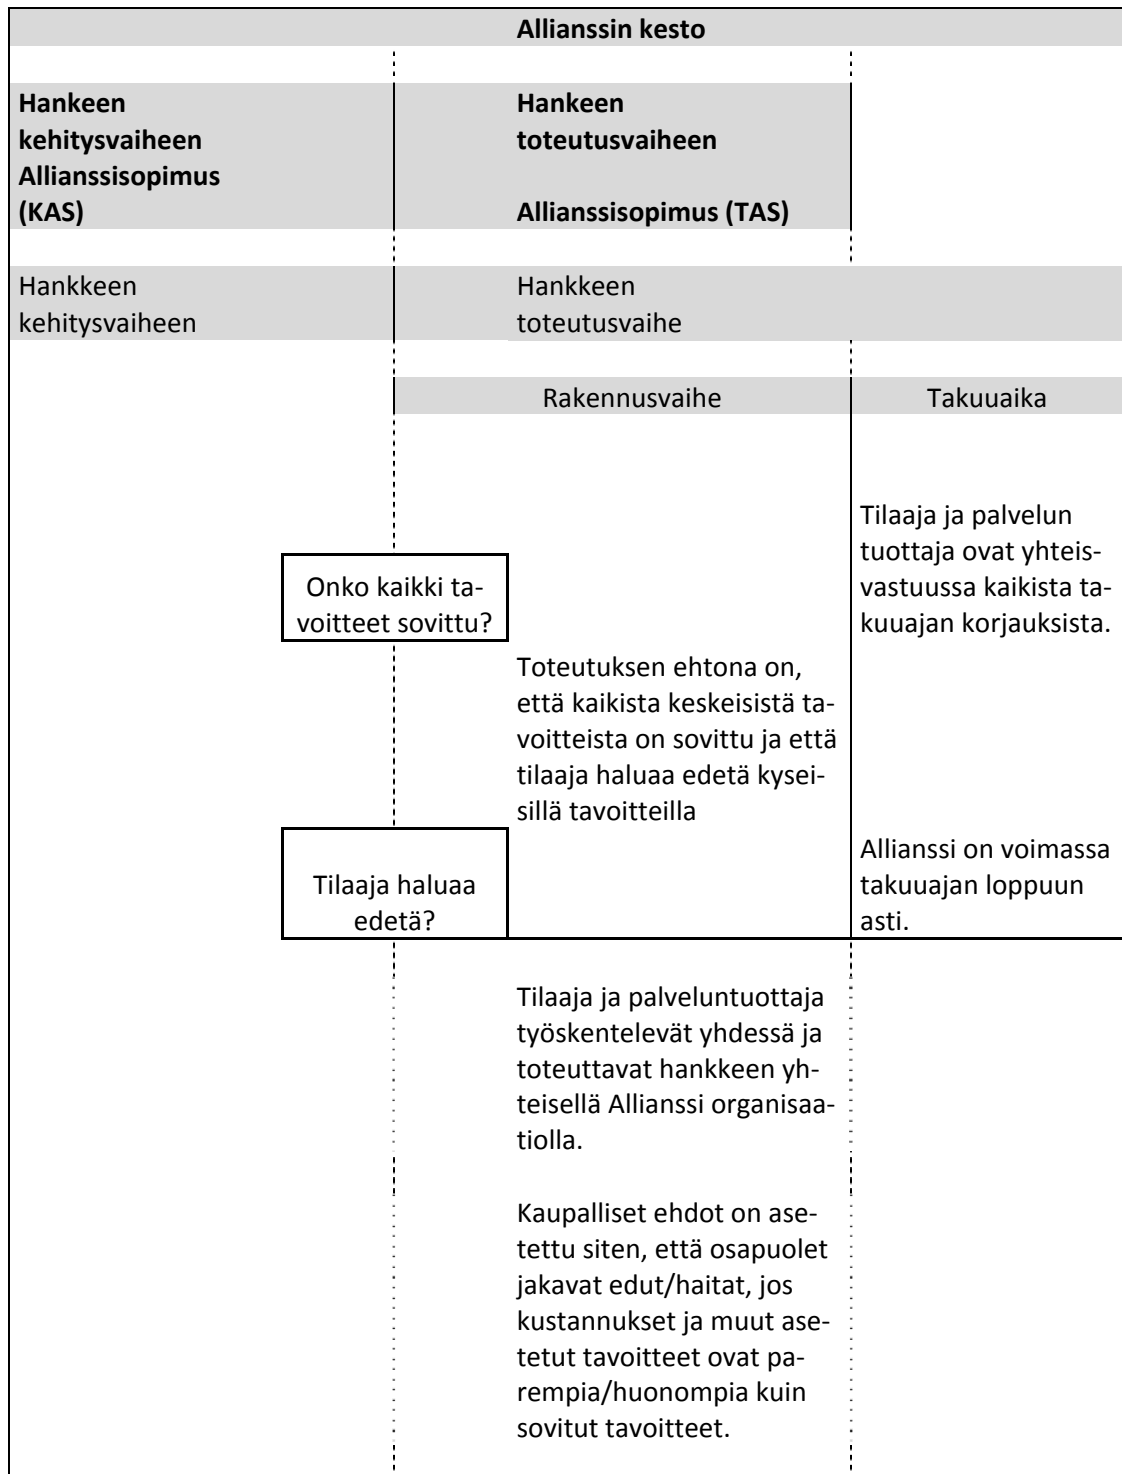 Allianssin kesto
Hankeen
kehitysvaiheen
Allianssisopimus
(KAS)
Hankeen
toteutusvaiheen
Allianssisopimus (TAS)
Hankkeen
kehitysvaiheen
Hankkeen
toteutusvaihe
Rakennusvaihe
Takuuaika
Onko kaikki ta-
voitteet sovittu?
Tilaaja ja palvelun
tuottaja ovat yhteis-
vastuussa kaikista ta-
kuuajan korjauksista.
Toteutuksen ehtona on,
että kaikista keskeisistä ta-
voitteista on sovittu ja että
tilaaja haluaa edetä kysei-
sillä tavoitteilla
Tilaaja haluaa
edetä?
Allianssi on voimassa
takuuajan loppuun
asti.
Tilaaja ja palveluntuottaja
työskentelevät yhdessä ja
toteuttavat hankkeen yh-
teisellä Allianssi organisaa-
tiolla.
Kaupalliset ehdot on ase-
tettu siten, että osapuolet
jakavat edut/haitat, jos
kustannukset ja muut ase-
tetut tavoitteet ovat pa-
rempia/huonompia kuin
sovitut tavoitteet.